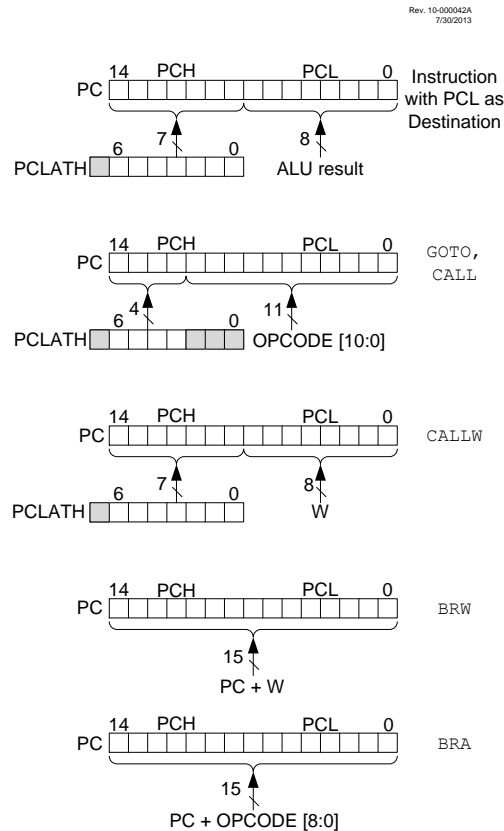 Rev. 10-000042A
7/30/2013
14 PCH PCL 0
PC
Instruction
with PCL as
Destination
7 8
6 0
PCLATH
ALU result
14 PCH PCL 0
PC
GOTO,
CALL
4 11
6 0
PCLATH
OPCODE [10:0]
14 PCH PCL 0
PC
CALLW
7 8
6 0
PCLATH
W
14 PCH PCL 0
PC
BRW
15
PC + W
14 PCH PCL 0
PC
BRA
15
PC + OPCODE [8:0]